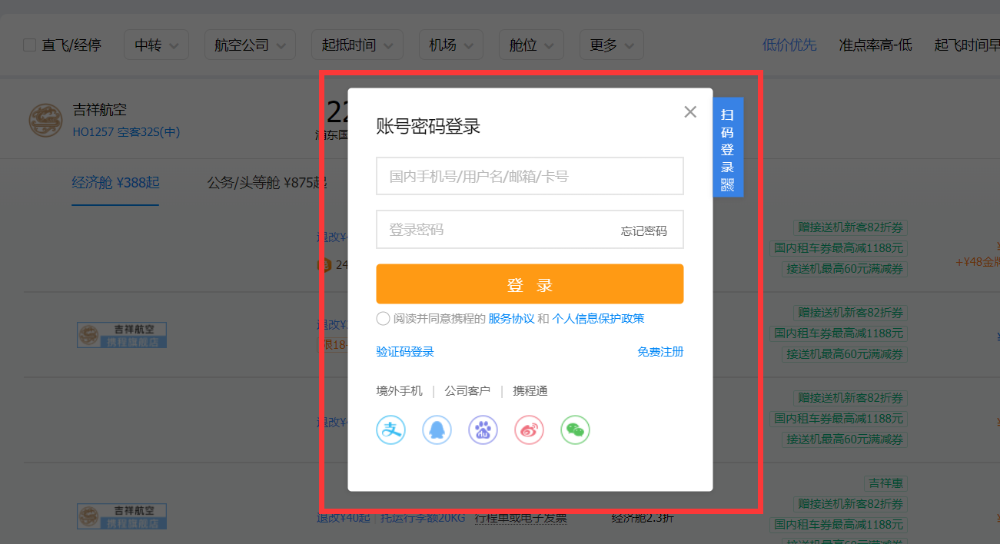 直飞/经停 中转 航空公司 起抵时间 机场 舱位 更多 低价优先 准点率高-低 起飞时间早
吉祥航空
HO1257 空客32S(中)
22
浦东国
经济舱 ¥388起 公务/头等舱 ¥875起
账号密码登录
扫码登录
国内手机号/用户名/邮箱/卡号
登录密码 忘记密码
登 录
阅读并同意携程的 服务协议 和 个人信息保护政策
验证码登录 免费注册
境外手机 | 公司客户 | 携程通
支
du
退改¥4
24
赠接送机新客82折券
国内租车券最高减1188元
接送机最高60元满减券
+¥48金牌
吉祥航空
携程旗舰店
退改¥
限18-
赠接送机新客82折券
国内租车券最高减1188元
接送机最高60元满减券
退改¥4
赠接送机新客82折券
国内租车券最高减1188元
接送机最高60元满减券
吉祥航空
携程旗舰店
退改¥40起 | 托运行李额20KG 行程单或电子发票 经济舱2.3折
吉祥惠
赠接送机新客82折券
国内租车券最高减1188元
接送机最高60元满减券